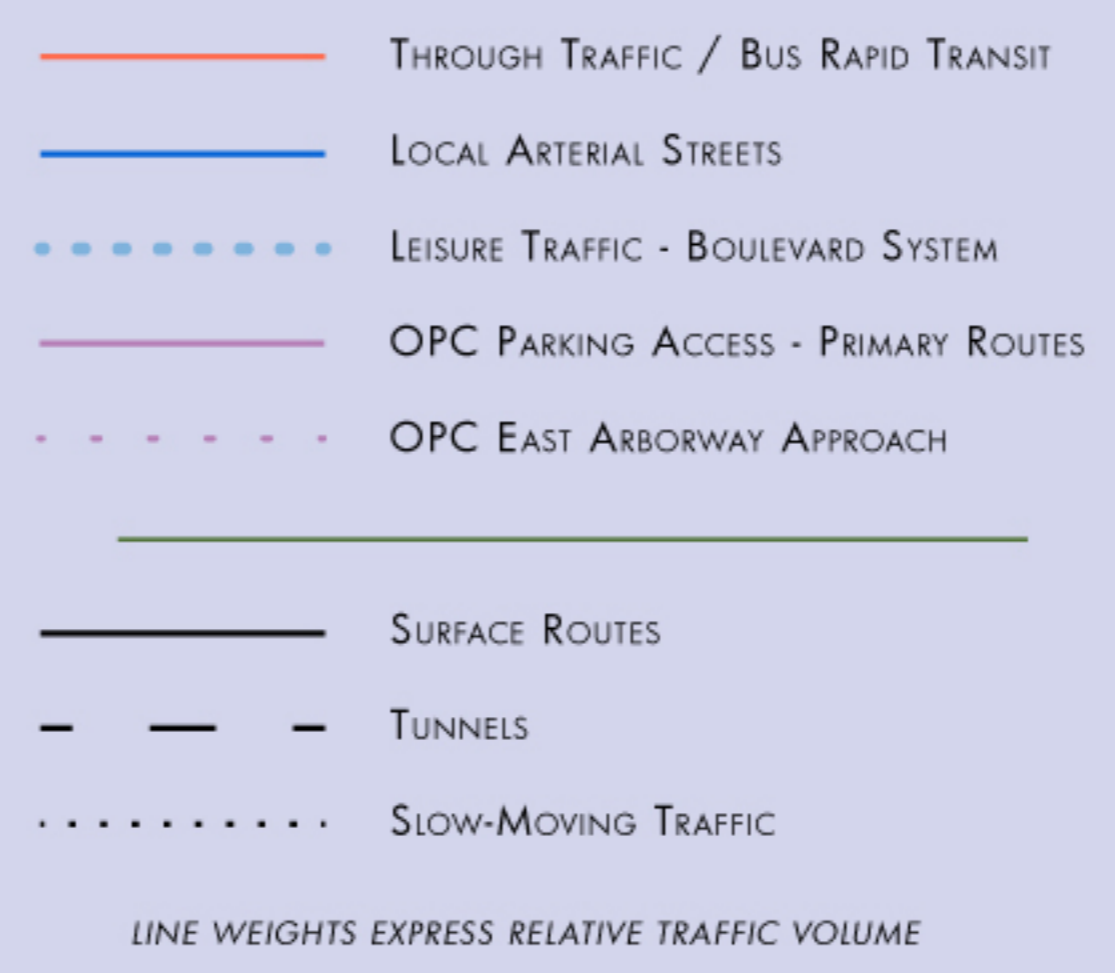 Through Traffic / Bus Rapid Transit
Local Arterial Streets
Leisure Traffic - Boulevard System
OPC Parking Access - Primary Routes
OPC East Arborway Approach
Surface Routes
Tunnels
Slow-Moving Traffic
LINE WEIGHTS EXPRESS RELATIVE TRAFFIC VOLUME